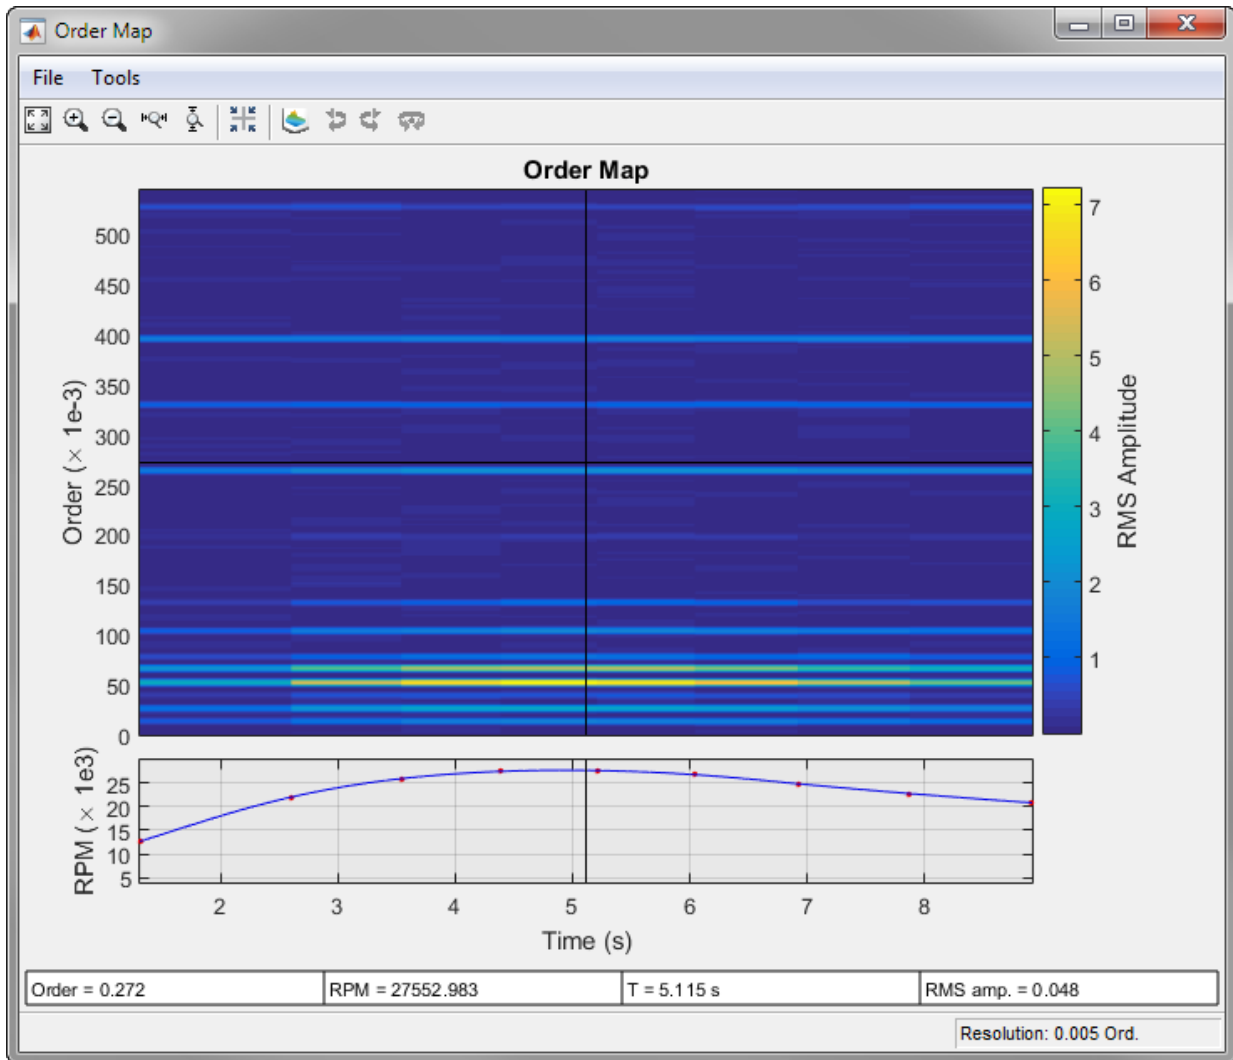 Order Map
File Tools
Order Map
500
450
400
350
300
250
200
150
100
50
0
Order (× 1e-3)
7
6
5
4
3
2
1
RMS Amplitude
25
20
15
10
5
RPM (× 1e3)
2 3 4 5 6 7 8
Time (s)
Order = 0.272 RPM = 27552.983 T = 5.115 s RMS amp. = 0.048
Resolution: 0.005 Ord.